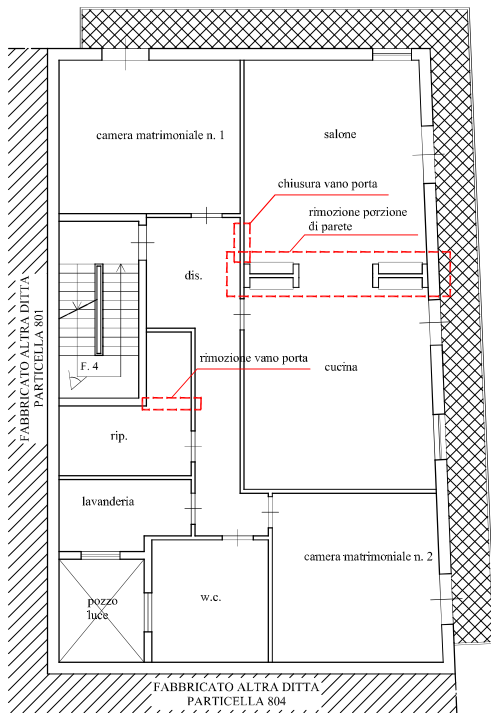 camera matrimoniale n. 1
salone
chiusura vano porta
rimozione porzione
di parete
dis.
FABBRICATO ALTRA DITTA
PARTICELLA 801
F. 4
rimozione vano porta
cucina
rip.
lavanderia
camera matrimoniale n. 2
pozzo
luce
w.c.
FABBRICATO ALTRA DITTA
PARTICELLA 804